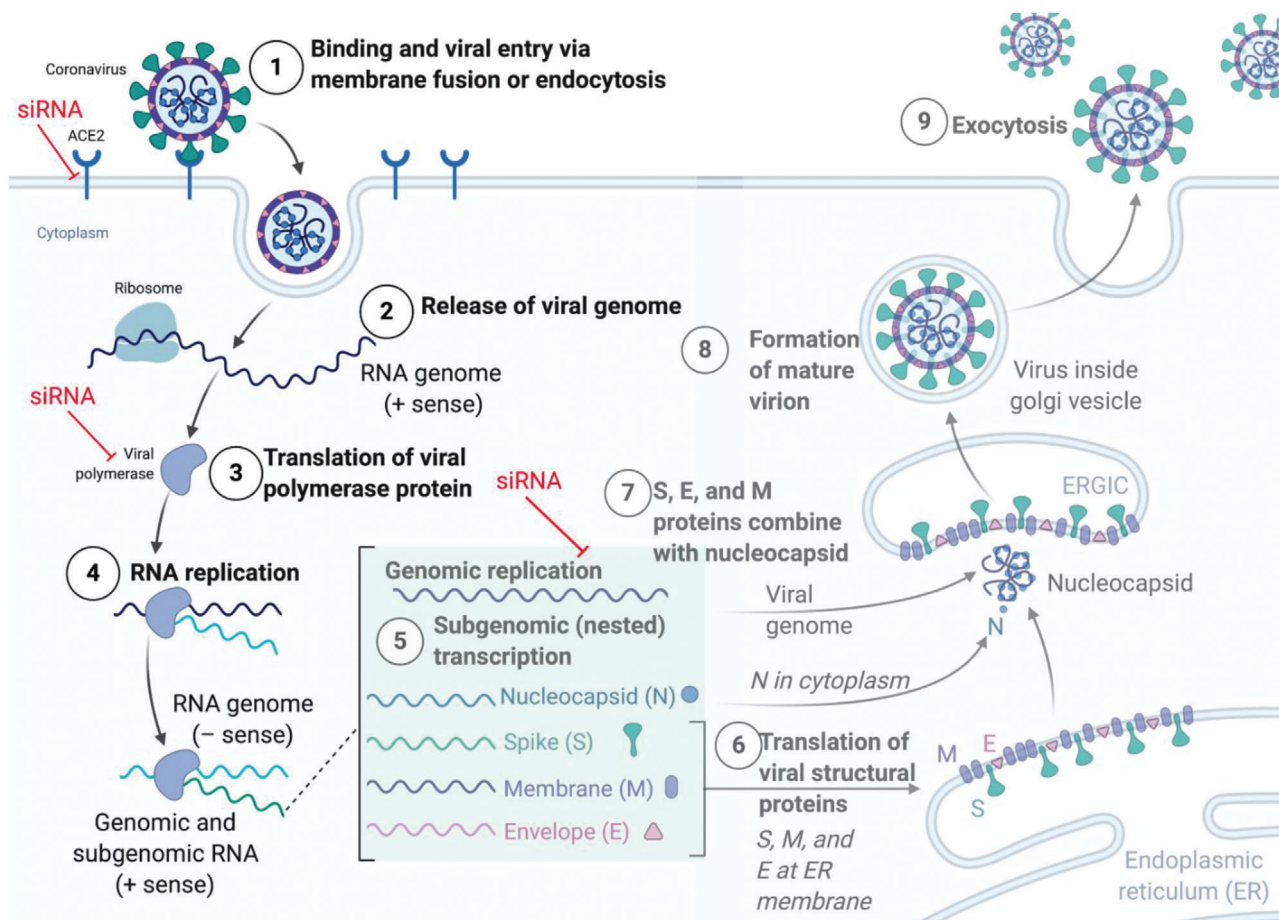 1
Binding and viral entry via
membrane fusion or endocytosis
Coronavirus
siRNA
ACE2
Cytoplasm
Ribosome
2
Release of viral genome
RNA genome
(+ sense)
siRNA
Viral
polymerase
3
Translation of viral
polymerase protein
4
RNA replication
RNA genome
(– sense)
Genomic and
subgenomic RNA
(+ sense)
siRNA
Genomic replication
5
Subgenomic (nested)
transcription
Nucleocapsid (N)
Spike (S)
Membrane (M)
Envelope (E)
6
Translation of
viral structural
proteins
S, M, and
E at ER
membrane
M
E
S
Endoplasmic
reticulum (ER)
7
S, E, and M
proteins combine
with nucleocapsid
Viral
genome
N in cytoplasm
ERGIC
Nucleocapsid
N
8
Formation
of mature
virion
Virus inside
golgi vesicle
9
Exocytosis